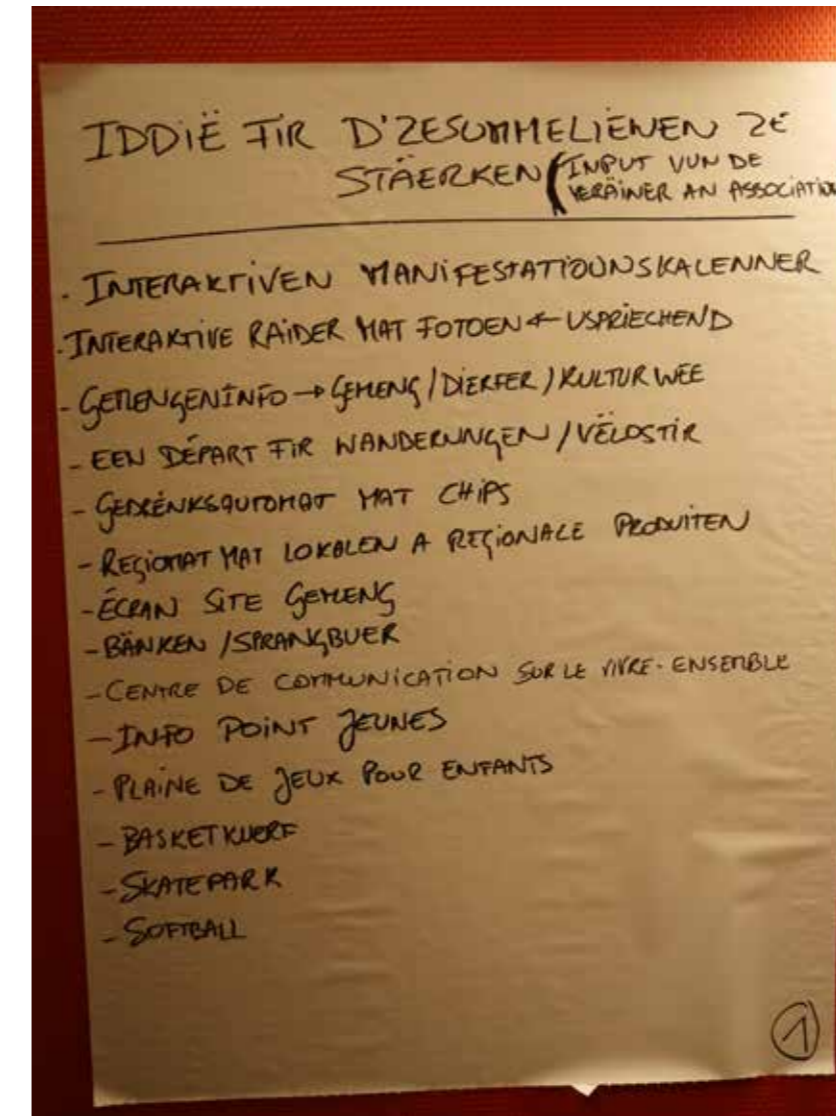 IDDIË FIR D'ZESUMMELIEWEN ZE
STÄERKEN (INPUT VUN DE
VERÄINER AN ASSOCIATION
. INTERAKTIVEN MANIFESTATIOUNSKALENNER
. INTERAKTIVE RAIDER MAT FOTOEN ← USPRIECHEND
- GEMENGENINFO → GEMENG / DIERFER / KULTUR WEE
- EEN DÉPART FIR WANDERUNGEN / VËLOSTIR
- GEDRÉNKSAUTOMAT MAT CHIPS
- REGIOMAT MAT LOKALEN A REGIONALE PRODUITEN
- ÉCRAN SITE GEMENG
- BÄNKEN / SPRANGBUER
- CENTRE DE COMMUNICATION SUR LE VIVRE-ENSEMBLE
- INFO POINT JEUNES
- PLAINE DE JEUX POUR ENFANTS
- BASKETKUERF
- SKATEPARK
- SOFTBALL
1